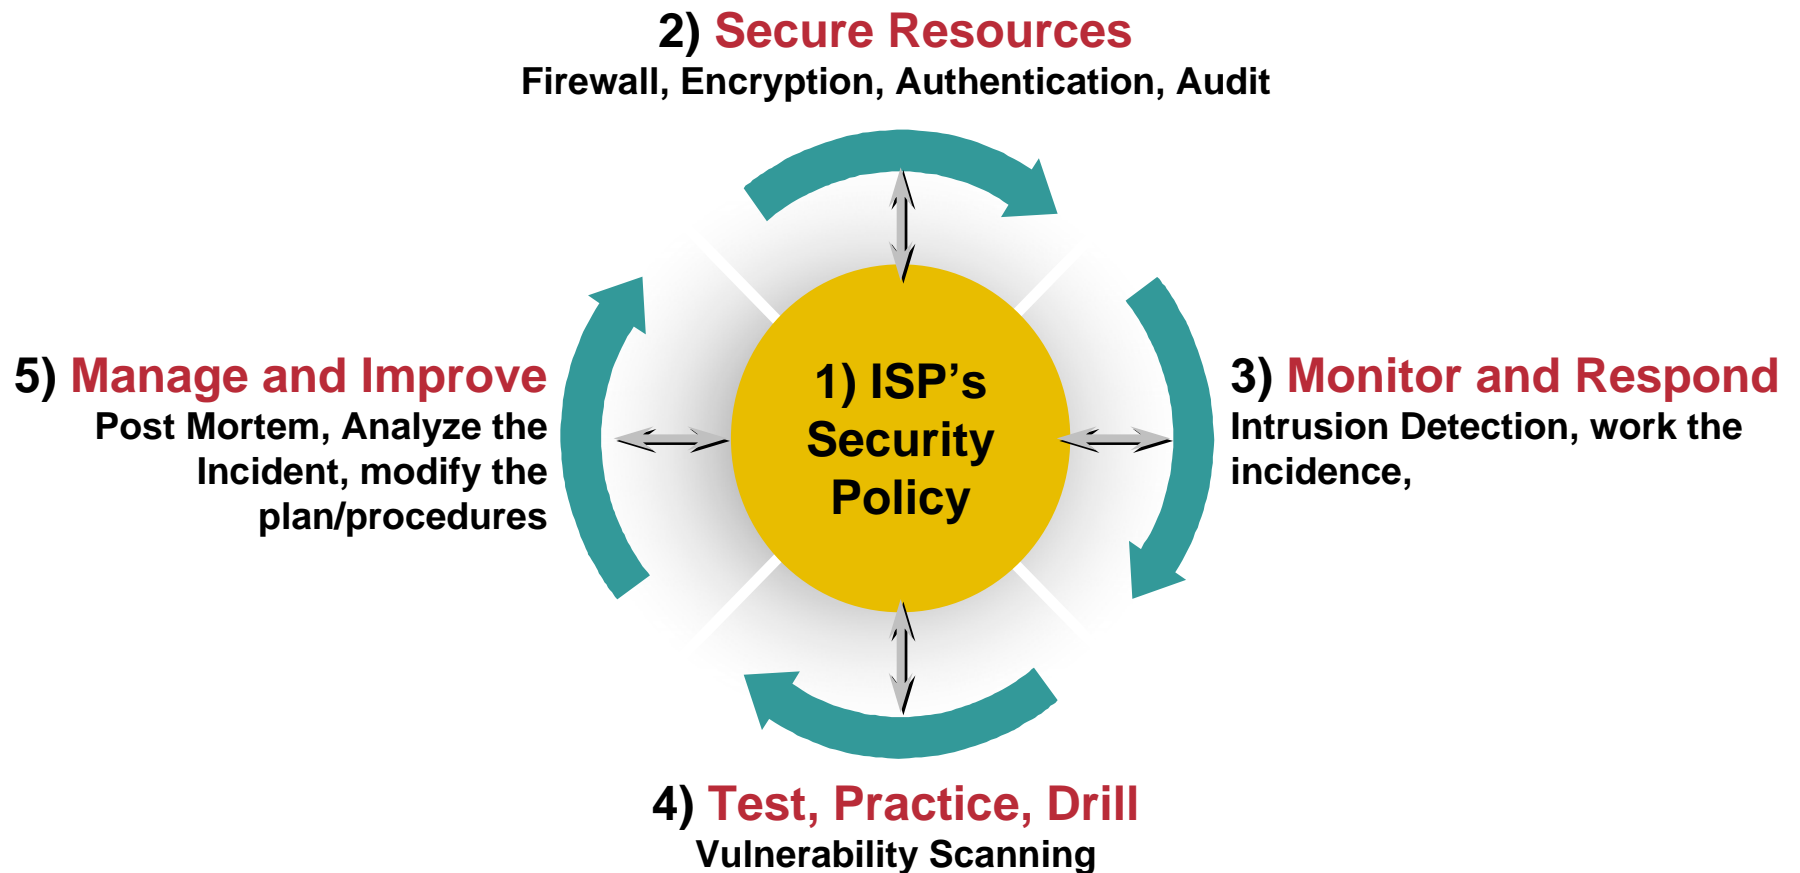 2) Secure Resources
Firewall, Encryption, Authentication, Audit
1) ISP’s
Security
Policy
3) Monitor and Respond
Intrusion Detection, work the
incidence,
4) Test, Practice, Drill
Vulnerability Scanning
5) Manage and Improve
Post Mortem, Analyze the
Incident, modify the
plan/procedures